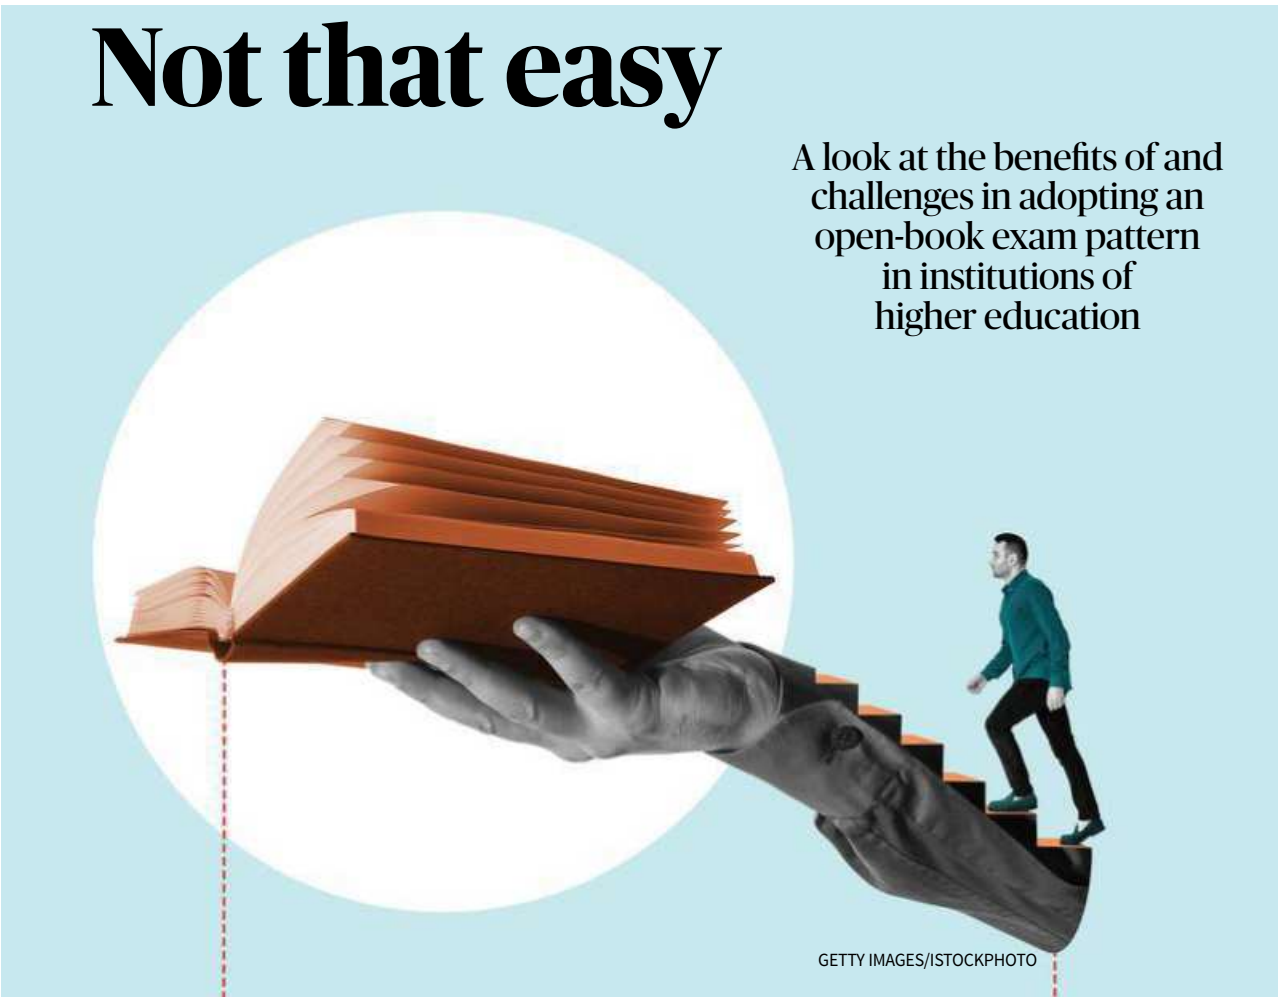 Not that easy
A look at the benefits of and
challenges in adopting an
open-book exam pattern
in institutions of
higher education
GETTY IMAGES/ISTOCKPHOTO